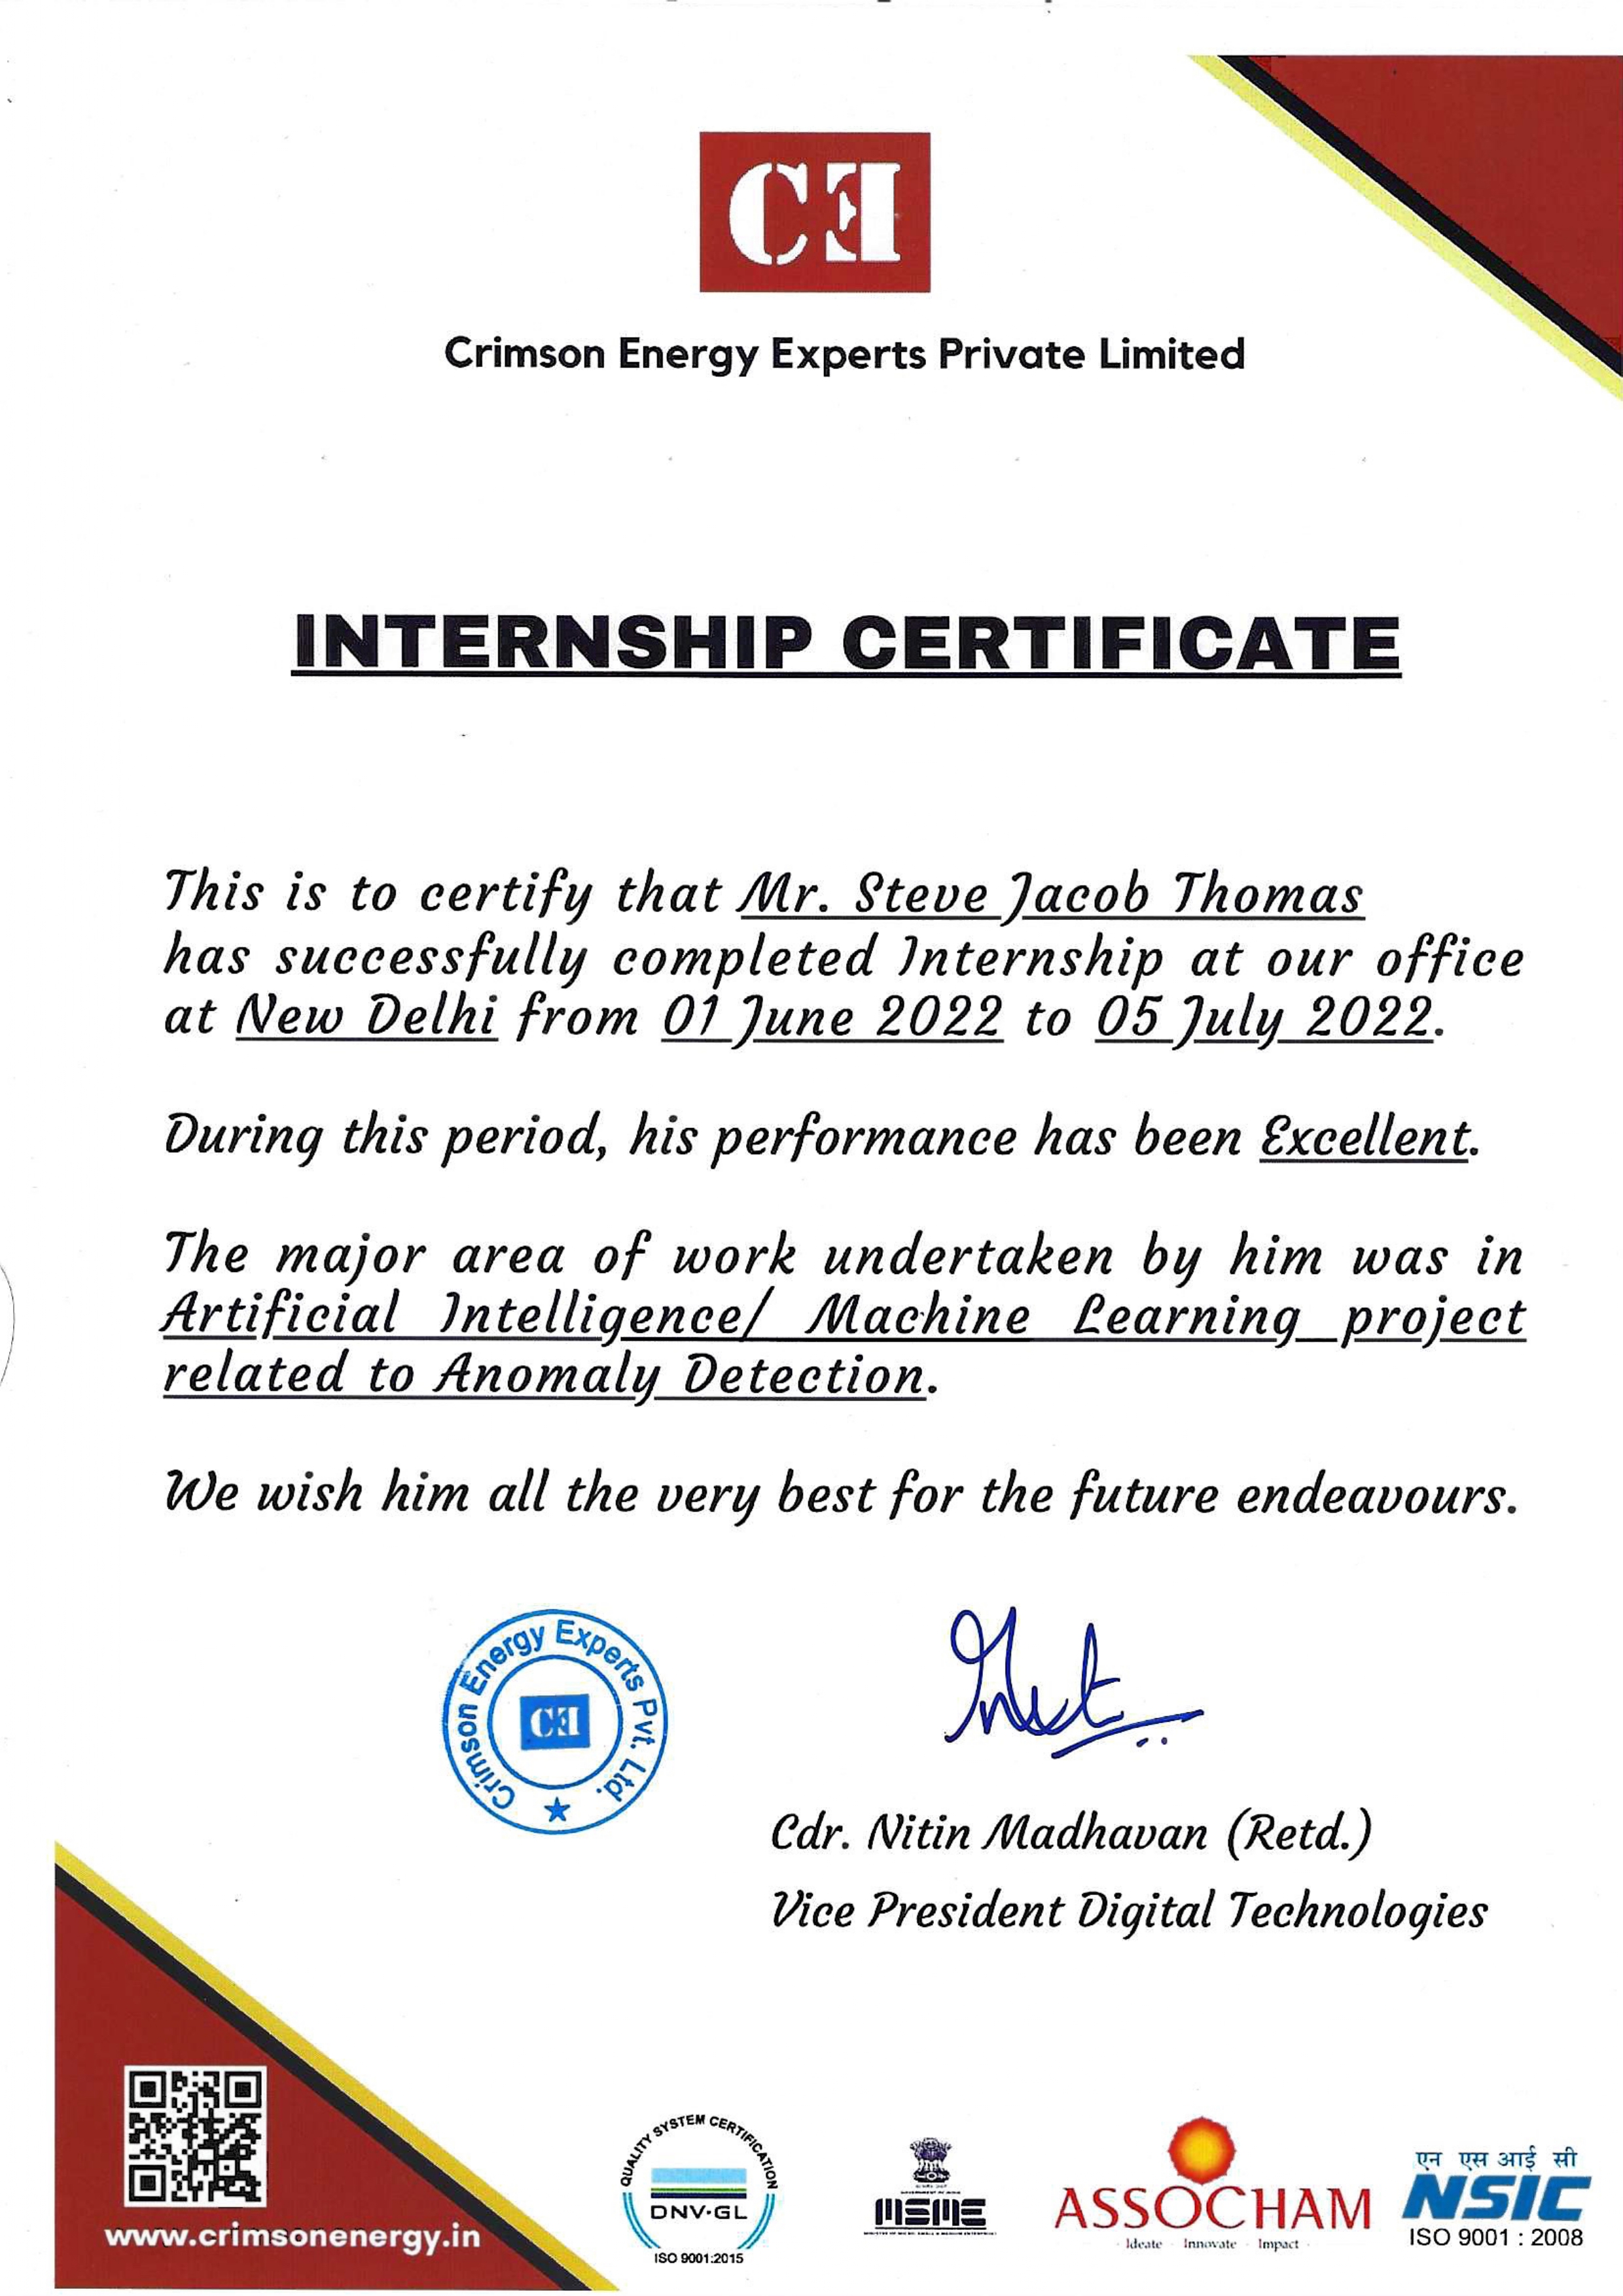 CE
Crimson Energy Experts Private Limited
INTERNSHIP CERTIFICATE
This is to certify that Mr. Steve Jacob Thomas
has successfully completed Internship at our office
at New Delhi from 01 June 2022 to 05 July 2022.
During this period, his performance has been Excellent.
The major area of work undertaken by him was in
Artificial Intelligence/ Machine Learning project
related to Anomaly Detection.
We wish him all the very best for the future endeavours.
Crimson Energy Experts Pvt. Ltd.
CE
Cdr. Nitin Madhavan (Retd.)
Vice President Digital Technologies
www.crimsonenergy.in
QUALITY SYSTEM CERTIFICATION
DNV·GL
ISO 9001:2015
MSME
ASSOCHAM
Ideate Innovate Impact
एन एस आई सी
NSIC
ISO 9001 : 2008